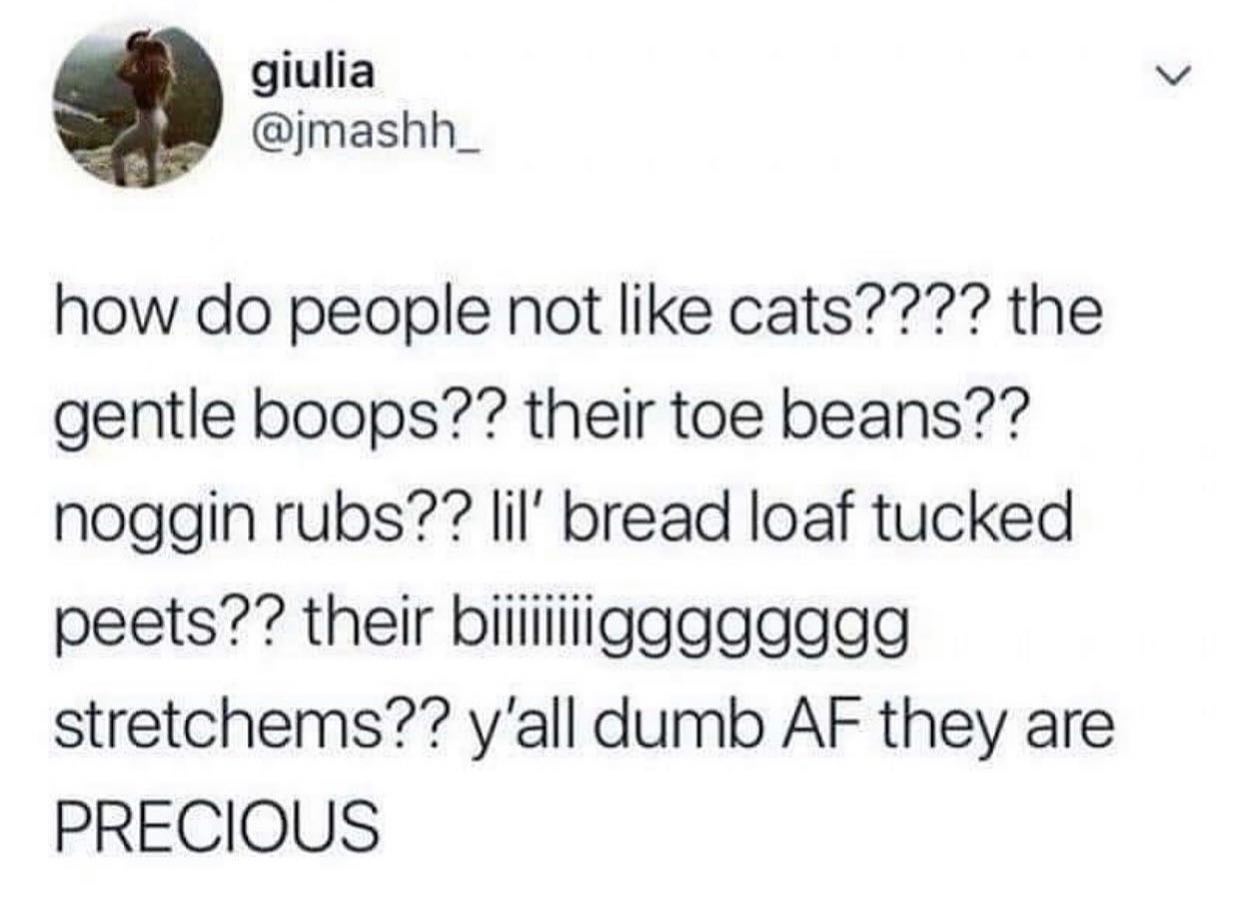 giulia
@jmashh_
how do people not like cats???? the
gentle boops?? their toe beans??
noggin rubs?? lil’ bread loaf tucked
peets?? their biiiiiiiigggggggg
stretchems?? y’all dumb AF they are
PRECIOUS